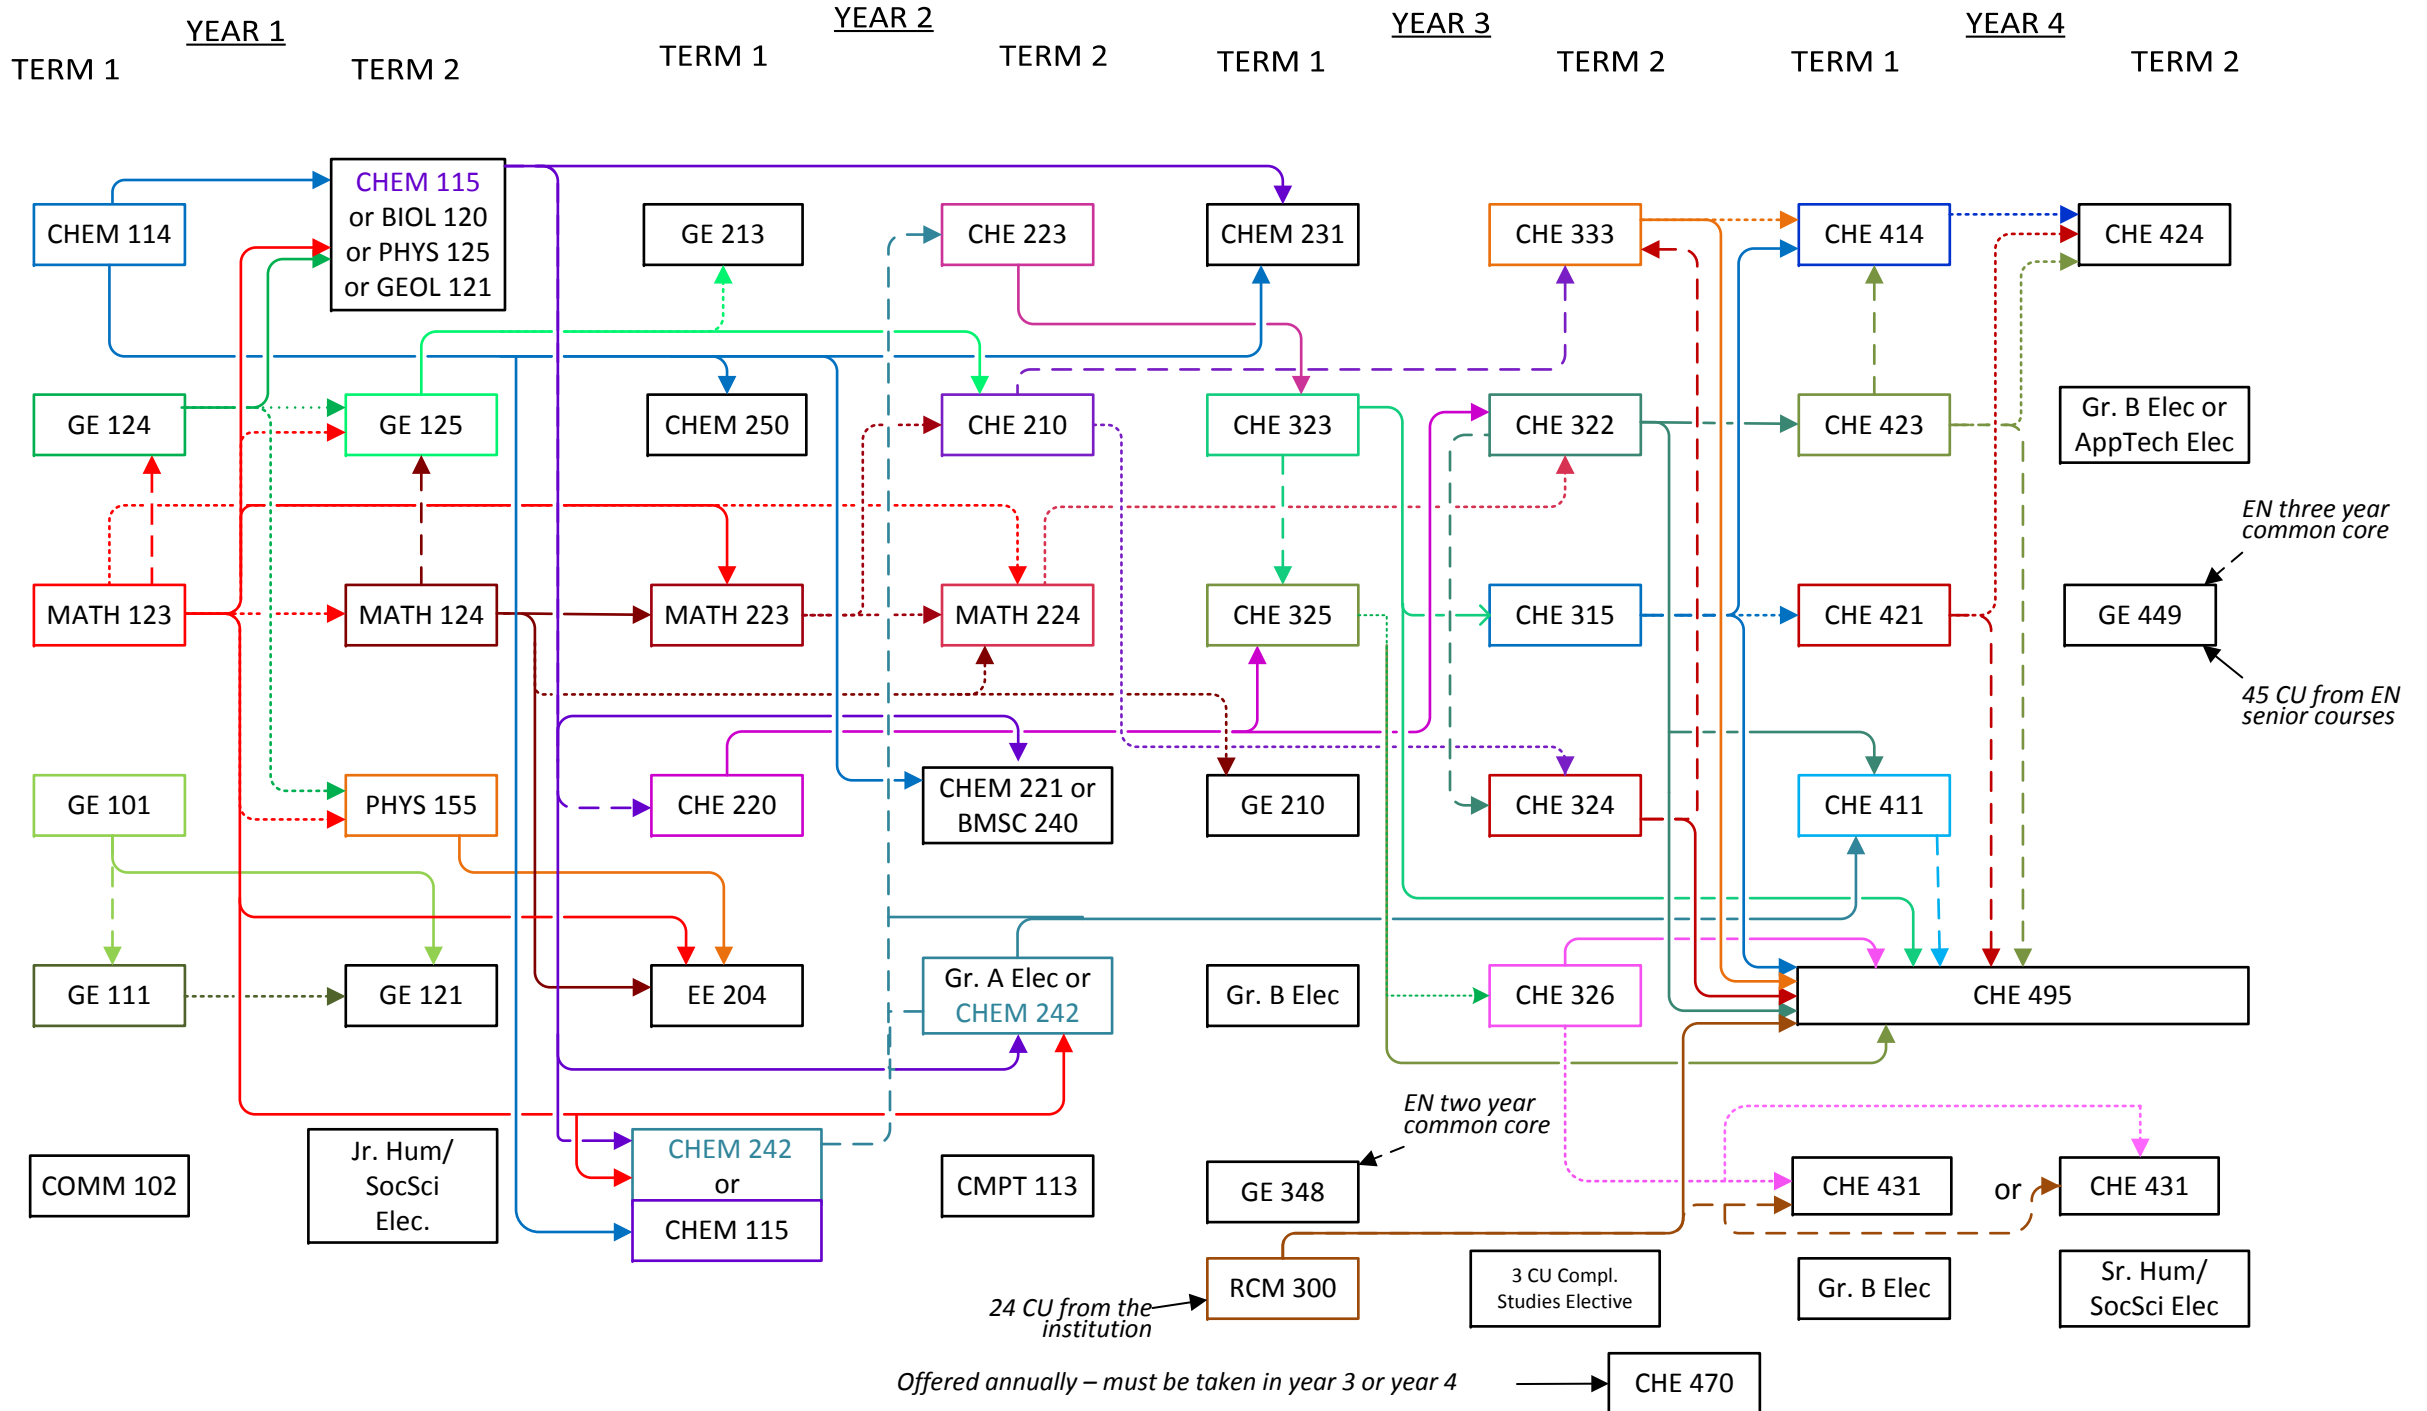 YEAR 1
YEAR 2
YEAR 3
YEAR 4
TERM 1
TERM 2
TERM 1
TERM 2
TERM 1
TERM 2
TERM 1
TERM 2
CHEM 114
CHEM 115
or BIOL 120
or PHYS 125
or GEOL 121
GE 213
CHE 223
CHEM 231
CHE 333
CHE 414
CHE 424
GE 124
GE 125
CHEM 250
CHE 210
CHE 323
CHE 322
CHE 423
Gr. B Elec or
AppTech Elec
EN three year
common core
MATH 123
MATH 124
MATH 223
MATH 224
CHE 325
CHE 315
CHE 421
GE 449
45 CU from EN
senior courses
GE 101
PHYS 155
CHE 220
CHEM 221 or
BMSC 240
GE 210
CHE 324
CHE 411
GE 111
GE 121
EE 204
Gr. A Elec or
CHEM 242
Gr. B Elec
CHE 326
CHE 495
EN two year
common core
COMM 102
Jr. Hum/
SocSci
Elec.
CHEM 242
or
CHEM 115
CMPT 113
GE 348
CHE 431
or
CHE 431
24 CU from the
institution
RCM 300
3 CU Compl.
Studies Elective
Gr. B Elec
Sr. Hum/
SocSci Elec
Offered annually – must be taken in year 3 or year 4
CHE 470